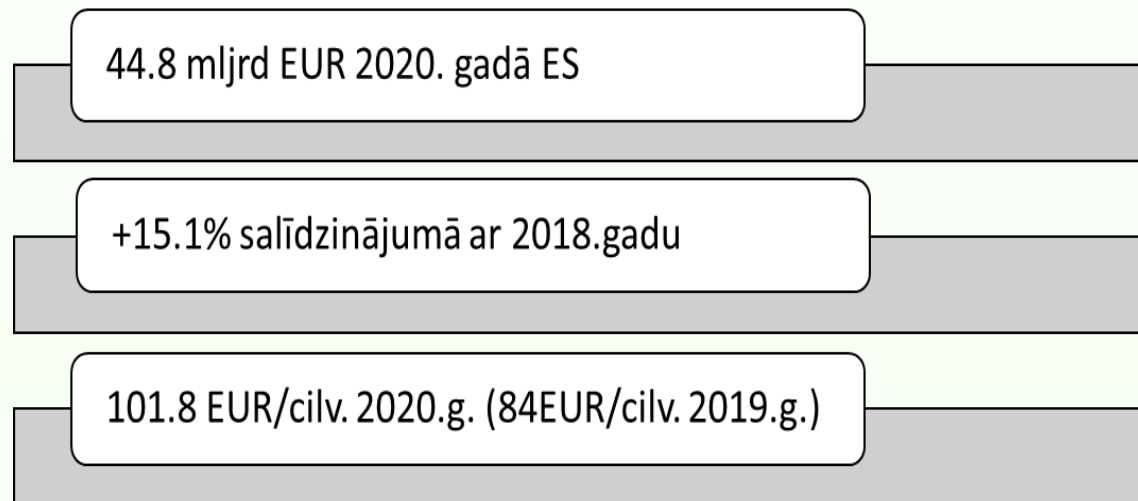 44.8 mljrd EUR 2020. gadā ES
+15.1% salīdzinājumā ar 2018.gadu
101.8 EUR/cilv. 2020.g. (84EUR/cilv. 2019.g.)